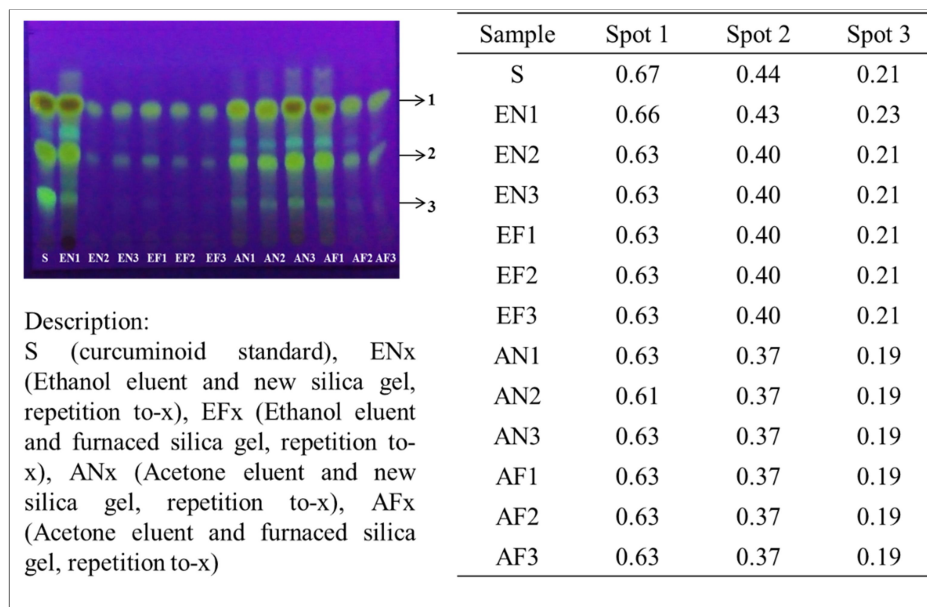 1
2
3
S EN1 EN2 EN3 EF1 EF2 EF3 AN1 AN2 AN3 AF1 AF2 AF3
Description:
S (curcuminoid standard), ENx
(Ethanol eluent and new silica gel,
repetition to-x), EFx (Ethanol eluent
and furnaced silica gel, repetition to-
x), ANx (Acetone eluent and new
silica gel, repetition to-x), AFx
(Acetone eluent and furnaced silica
gel, repetition to-x)
Sample Spot 1 Spot 2 Spot 3
S 0.67 0.44 0.21
EN1 0.66 0.43 0.23
EN2 0.63 0.40 0.21
EN3 0.63 0.40 0.21
EF1 0.63 0.40 0.21
EF2 0.63 0.40 0.21
EF3 0.63 0.40 0.21
AN1 0.63 0.37 0.19
AN2 0.61 0.37 0.19
AN3 0.63 0.37 0.19
AF1 0.63 0.37 0.19
AF2 0.63 0.37 0.19
AF3 0.63 0.37 0.19